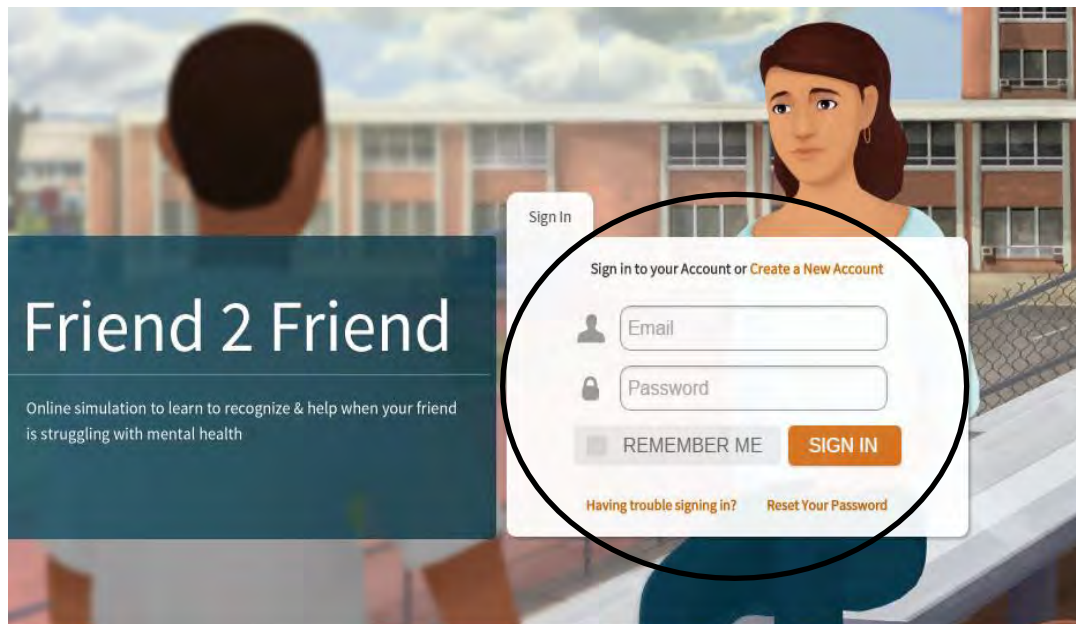 Sign In
Sign in to your Account or Create a New Account
Friend 2 Friend
Email
Password
Online simulation to learn to recognize & help when your friend
is struggling with mental health
REMEMBER ME
SIGN IN
Having trouble signing in?
Reset Your Password